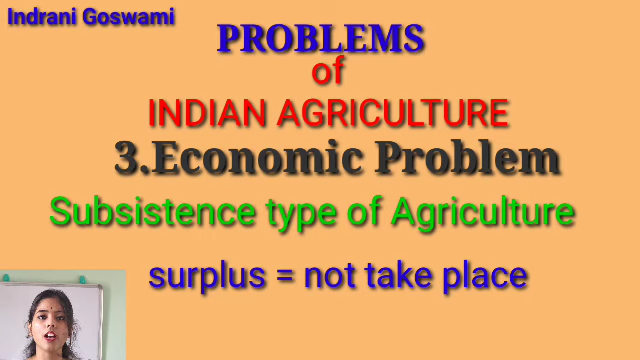 Indrani Goswami
PROBLEMS
of
INDIAN AGRICULTURE
3.Economic Problem
Subsistence type of Agriculture
surplus = not take place